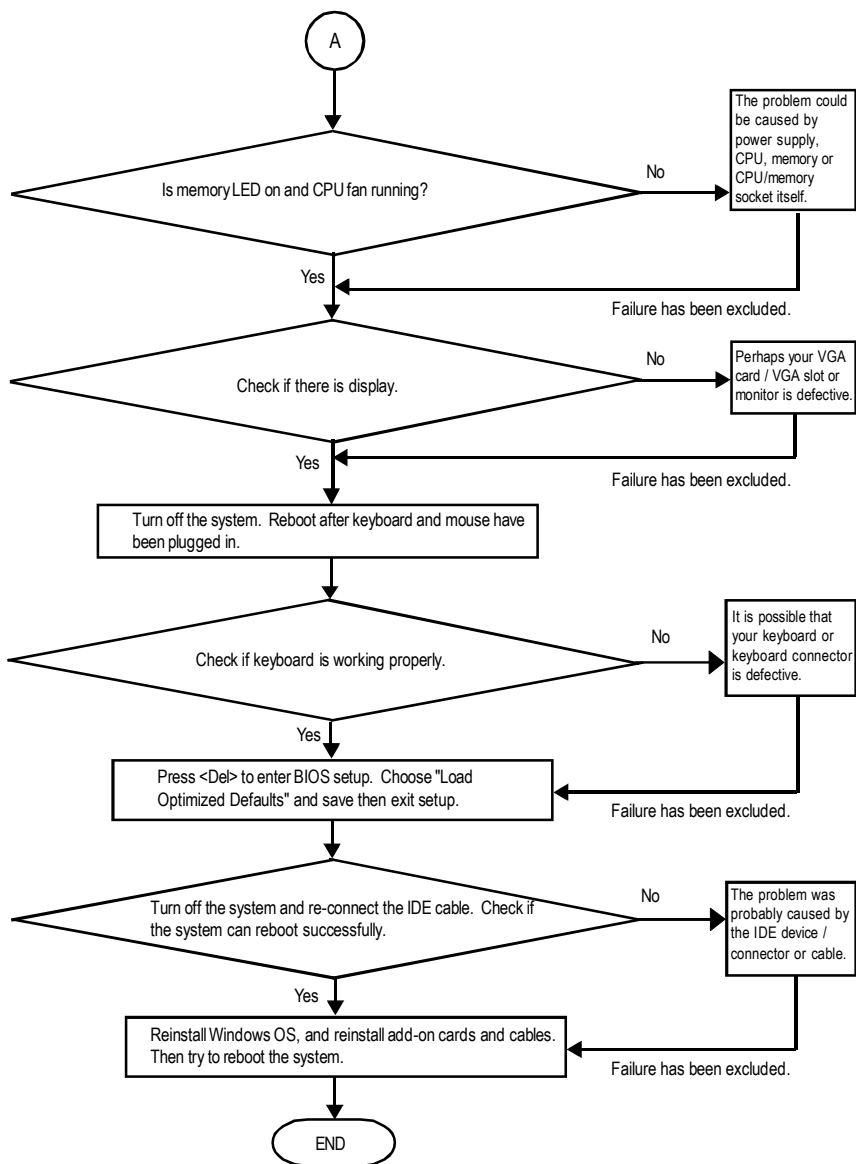 A
Is memory LED on and CPU fan running?
No
The problem could
be caused by
power supply,
CPU, memory or
CPU/memory
socket itself.
Yes
Failure has been excluded.
Check if there is display.
No
Perhaps your VGA
card / VGA slot or
monitor is defective.
Yes
Failure has been excluded.
Turn off the system. Reboot after keyboard and mouse have
been plugged in.
Check if keyboard is working properly.
No
It is possible that
your keyboard or
keyboard connector
is defective.
Yes
Press <Del> to enter BIOS setup. Choose "Load
Optimized Defaults" and save then exit setup.
Failure has been excluded.
Turn off the system and re-connect the IDE cable. Check if
the system can reboot successfully.
No
The problem was
probably caused by
the IDE device /
connector or cable.
Yes
Reinstall Windows OS, and reinstall add-on cards and cables.
Then try to reboot the system.
Failure has been excluded.
END